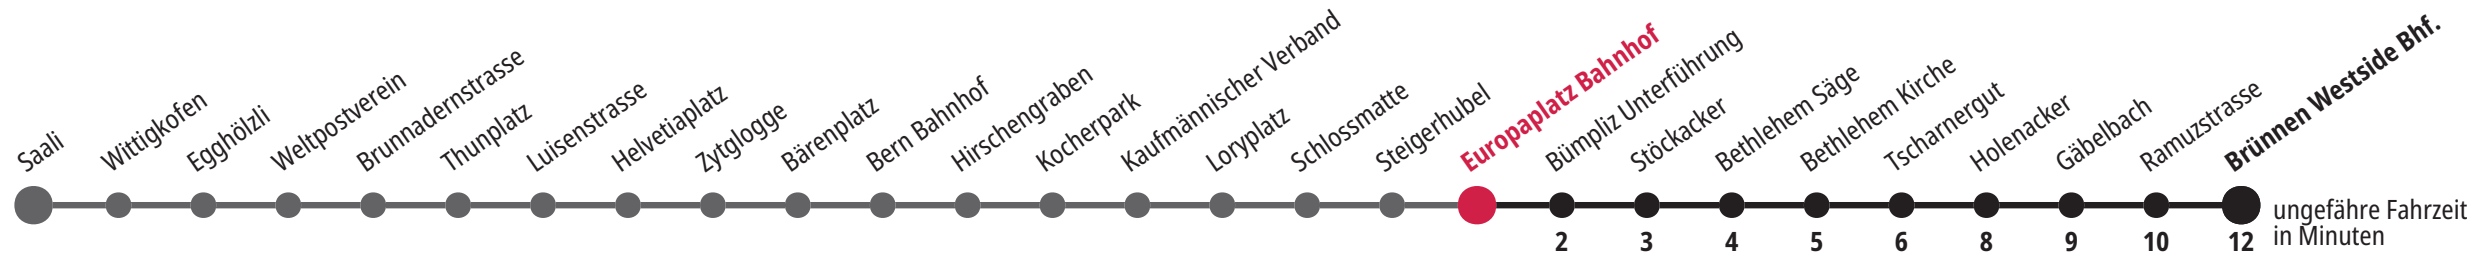 Saali
Wittigkofen
Egghölzli
Weltpostverein
Brunnadernstrasse
Thunplatz
Luisenstrasse
Helvetiaplatz
Zytglogge
Bärenplatz
Bern Bahnhof
Hirschengraben
Kocherpark
Kaufmännischer Verband
Loryplatz
Schlossmatte
Steigerhubel
Europaplatz Bahnhof
Bümpliz Unterführung
Stöckacker
Bethlehem Säge
Bethlehem Kirche
Tscharnergut
Holenacker
Gäbelbach
Ramuzstrasse
Brünnen Westside Bhf.
2 3 4 5 6 8 9 10 12
ungefähre Fahrzeit
in Minuten